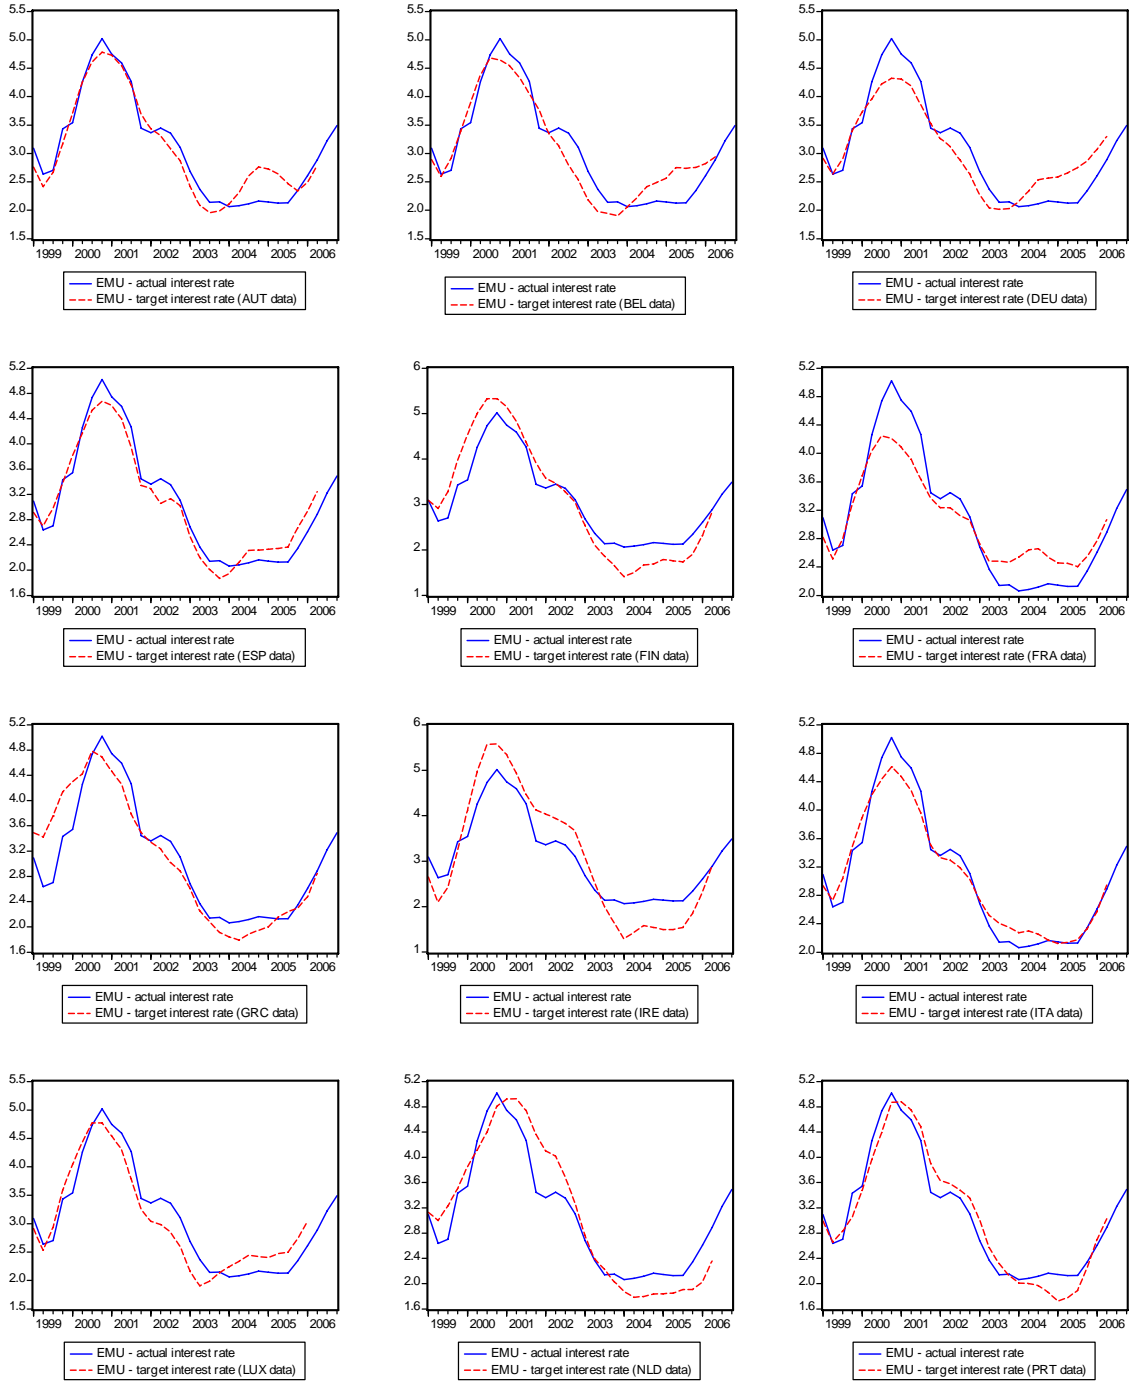 5.5
5.0
4.5
4.0
3.5
3.0
2.5
2.0
1.5
1999 2000 2001 2002 2003 2004 2005 2006
EMU - actual interest rate
EMU - target interest rate (AUT data)
5.5
5.0
4.5
4.0
3.5
3.0
2.5
2.0
1.5
1999 2000 2001 2002 2003 2004 2005 2006
EMU - actual interest rate
EMU - target interest rate (BEL data)
5.5
5.0
4.5
4.0
3.5
3.0
2.5
2.0
1.5
1999 2000 2001 2002 2003 2004 2005 2006
EMU - actual interest rate
EMU - target interest rate (DEU data)
5.2
4.8
4.4
4.0
3.6
3.2
2.8
2.4
2.0
1.6
1999 2000 2001 2002 2003 2004 2005 2006
EMU - actual interest rate
EMU - target interest rate (ESP data)
6
5
4
3
2
1
1999 2000 2001 2002 2003 2004 2005 2006
EMU - actual interest rate
EMU - target interest rate (FIN data)
5.2
4.8
4.4
4.0
3.6
3.2
2.8
2.4
2.0
1999 2000 2001 2002 2003 2004 2005 2006
EMU - actual interest rate
EMU - target interest rate (FRA data)
5.2
4.8
4.4
4.0
3.6
3.2
2.8
2.4
2.0
1.6
1999 2000 2001 2002 2003 2004 2005 2006
EMU - actual interest rate
EMU - target interest rate (GRC data)
6
5
4
3
2
1
1999 2000 2001 2002 2003 2004 2005 2006
EMU - actual interest rate
EMU - target interest rate (IRE data)
5.2
4.8
4.4
4.0
3.6
3.2
2.8
2.4
2.0
1999 2000 2001 2002 2003 2004 2005 2006
EMU - actual interest rate
EMU - target interest rate (ITA data)
5.5
5.0
4.5
4.0
3.5
3.0
2.5
2.0
1.5
1999 2000 2001 2002 2003 2004 2005 2006
EMU - actual interest rate
EMU - target interest rate (LUX data)
5.2
4.8
4.4
4.0
3.6
3.2
2.8
2.4
2.0
1.6
1999 2000 2001 2002 2003 2004 2005 2006
EMU - actual interest rate
EMU - target interest rate (NLD data)
5.2
4.8
4.4
4.0
3.6
3.2
2.8
2.4
2.0
1.6
1999 2000 2001 2002 2003 2004 2005 2006
EMU - actual interest rate
EMU - target interest rate (PRT data)